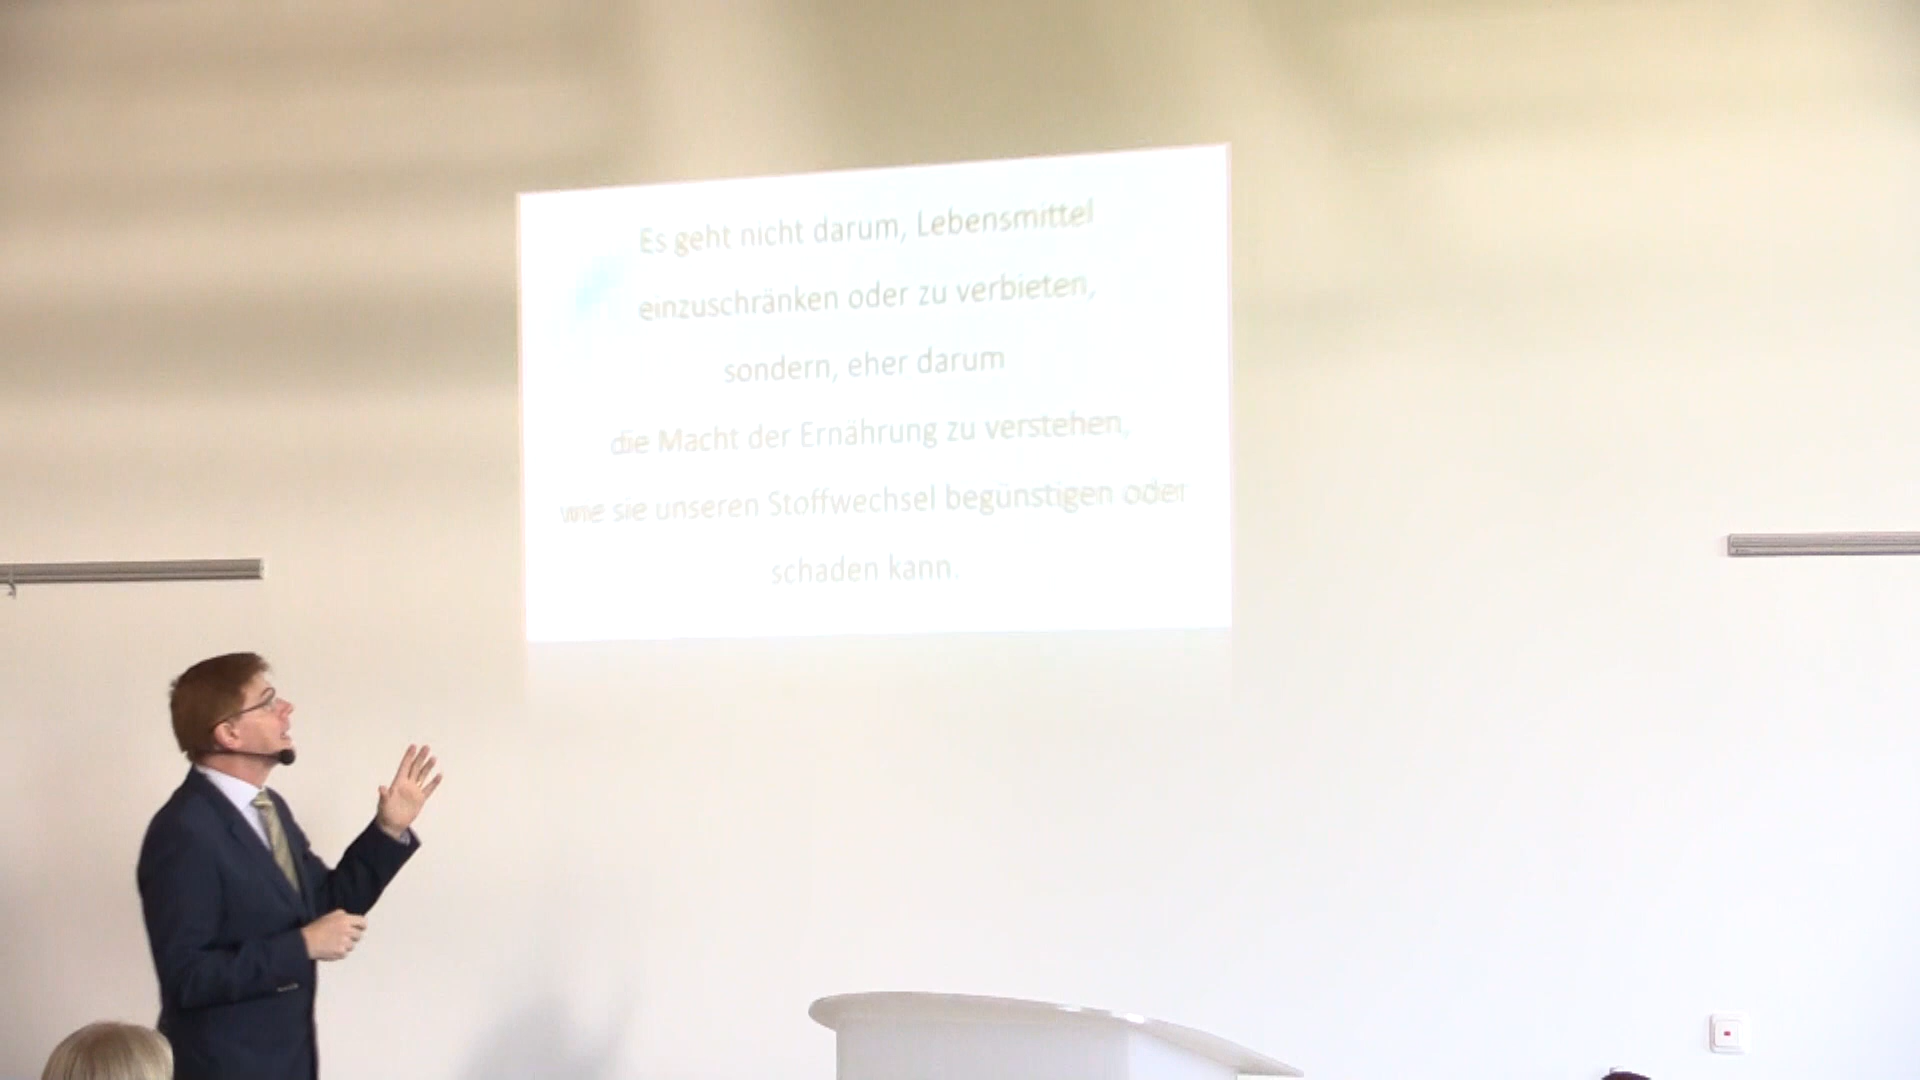 Es geht nicht darum, Lebensmittel
einzuschränken oder zu verbieten,
sondern, eher darum
die Macht der Ernährung zu verstehen,
wie sie unseren Stoffwechsel begünstigen oder
schaden kann.